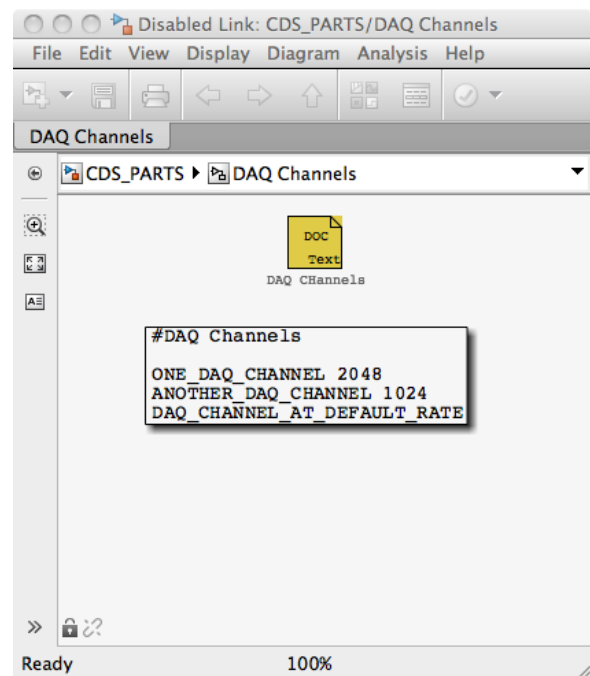 Disabled Link: CDS_PARTS/DAQ Channels
File Edit View Display Diagram Analysis Help
DAQ Channels
CDS_PARTS DAQ Channels
DOC
Text
DAQ CHannels
#DAQ Channels
ONE_DAQ_CHANNEL 2048
ANOTHER_DAQ_CHANNEL 1024
DAQ_CHANNEL_AT_DEFAULT_RATE
Ready 100%